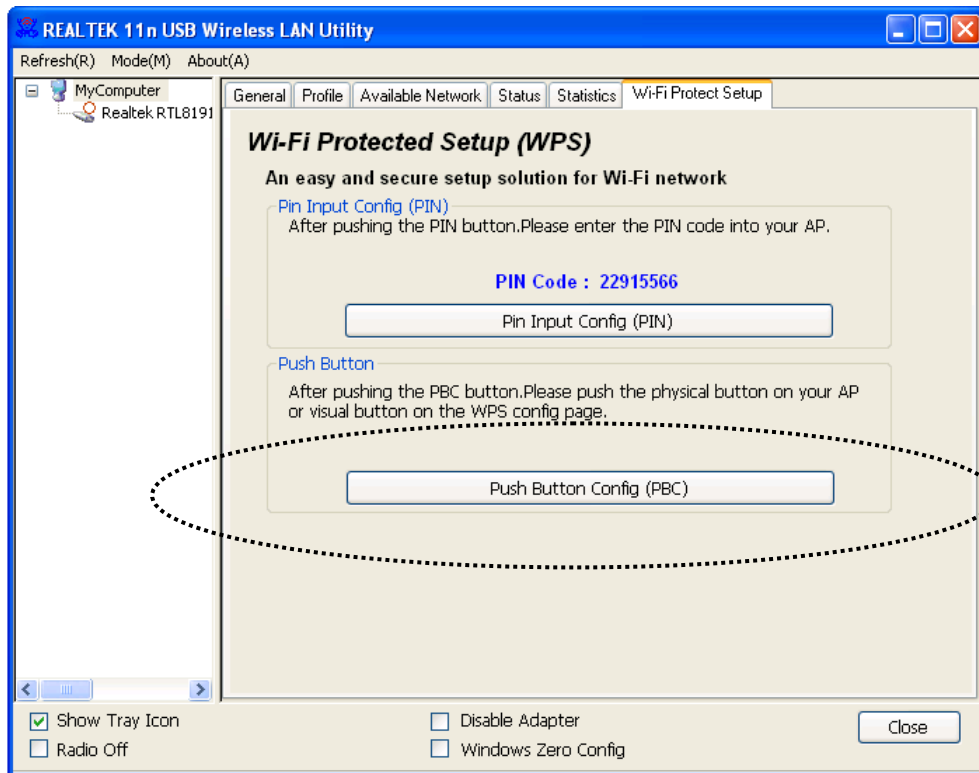 REALTEK 11n USB Wireless LAN Utility
Refresh(R) Mode(M) About(A)
MyComputer
Realtek RTL8191
General Profile Available Network Status Statistics Wi-Fi Protect Setup
Wi-Fi Protected Setup (WPS)
An easy and secure setup solution for Wi-Fi network
Pin Input Config (PIN)
After pushing the PIN button.Please enter the PIN code into your AP.
PIN Code : 22915566
Pin Input Config (PIN)
Push Button
After pushing the PBC button.Please push the physical button on your AP
or visual button on the WPS config page.
Push Button Config (PBC)
Show Tray Icon
Radio Off
Disable Adapter
Windows Zero Config
Close